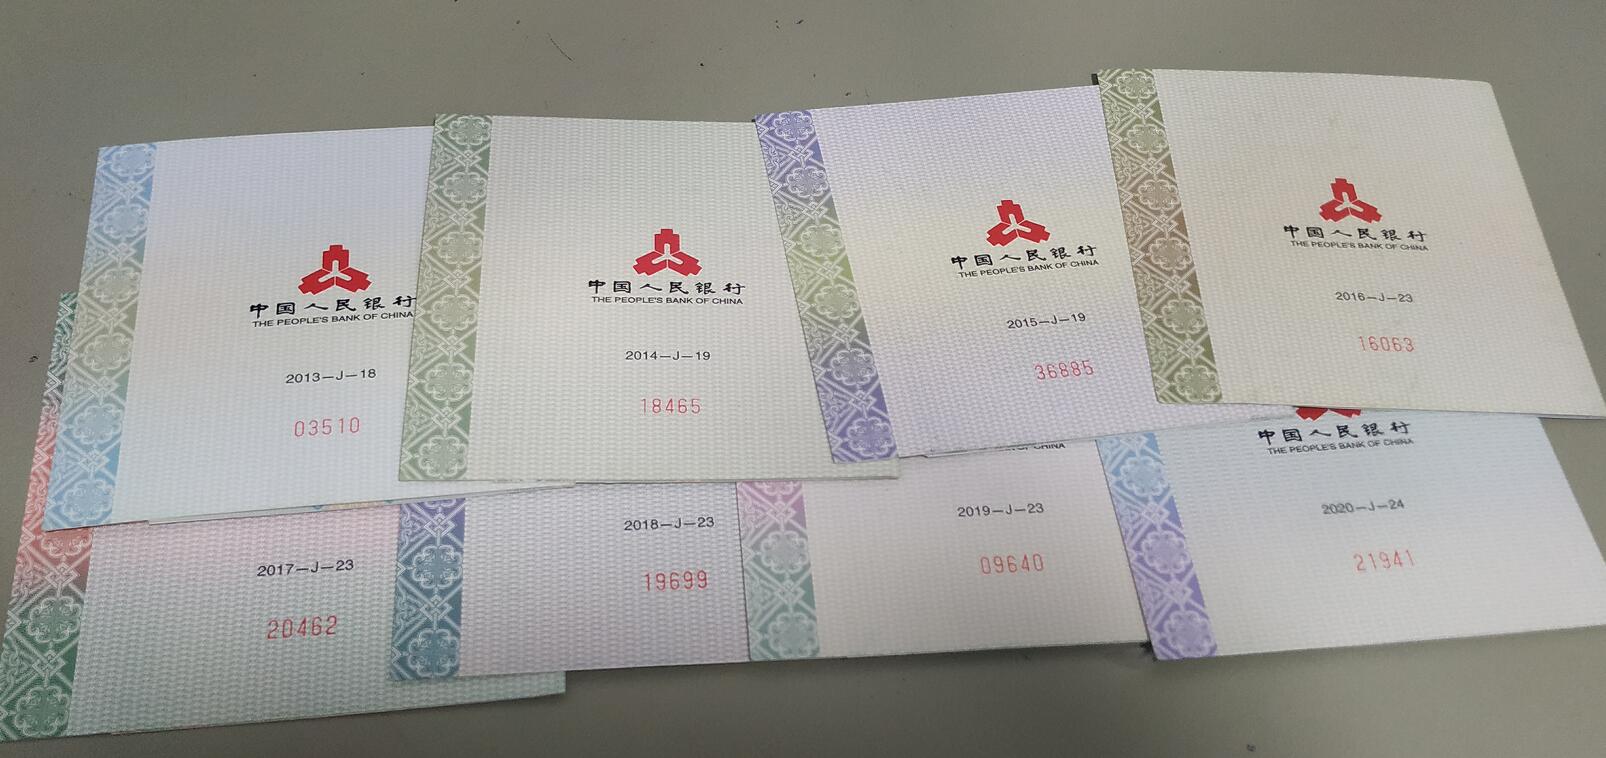 中国人民银行
THE PEOPLE'S BANK OF CHINA
2013-J-18
03510
中国人民银行
THE PEOPLE'S BANK OF CHINA
2014-J-19
18465
中国人民银行
THE PEOPLE'S BANK OF CHINA
2015-J-19
36885
中国人民银行
THE PEOPLE'S BANK OF CHINA
2016-J-23
16063
2017-J-23
20462
2018-J-23
19699
OF CHINA
2019-J-23
09640
中国人民银行
THE PEOPLE'S BANK OF CHINA
2020-J-24
21941